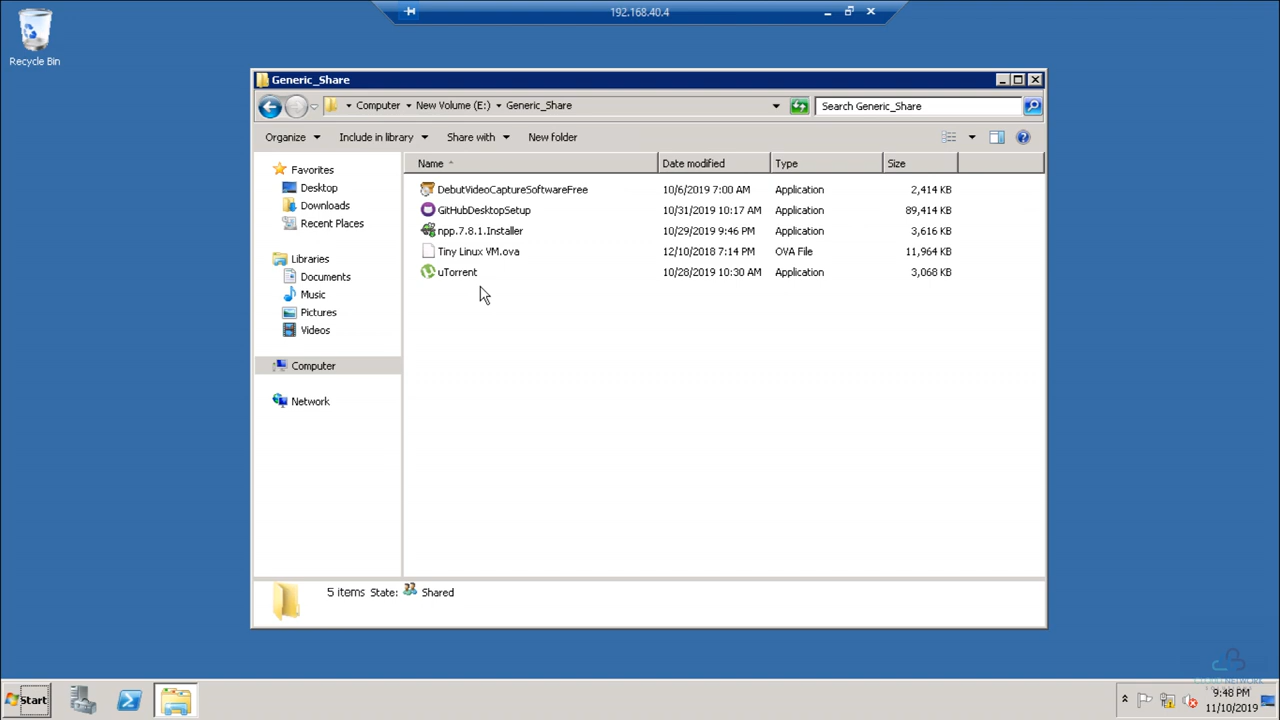 192.168.40.4
Recycle Bin
Generic_Share
Computer New Volume (E:) Generic_Share
Search Generic_Share
Organize Include in library Share with New folder
Name Date modified Type Size
Favorites
Desktop
Downloads
Recent Places
Libraries
Documents
Music
Pictures
Videos
Computer
Network
DebutVideoCaptureSoftwareFree 10/6/2019 7:00 AM Application 2,414 KB
GitHubDesktopSetup 10/31/2019 10:17 AM Application 89,414 KB
npp.7.8.1.Installer 10/29/2019 9:46 PM Application 3,616 KB
Tiny Linux VM.ova 12/10/2018 7:14 PM OVA File 11,964 KB
uTorrent 10/28/2019 10:30 AM Application 3,068 KB
5 items State: Shared
Start
9:48 PM
11/10/2019